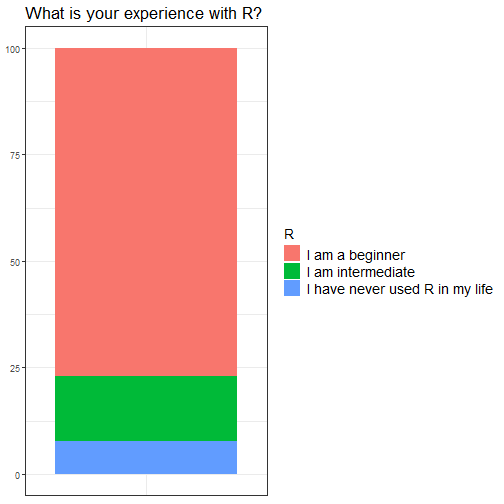 What is your experience with R?
100
75
50
25
0
R
I am a beginner
I am intermediate
I have never used R in my life